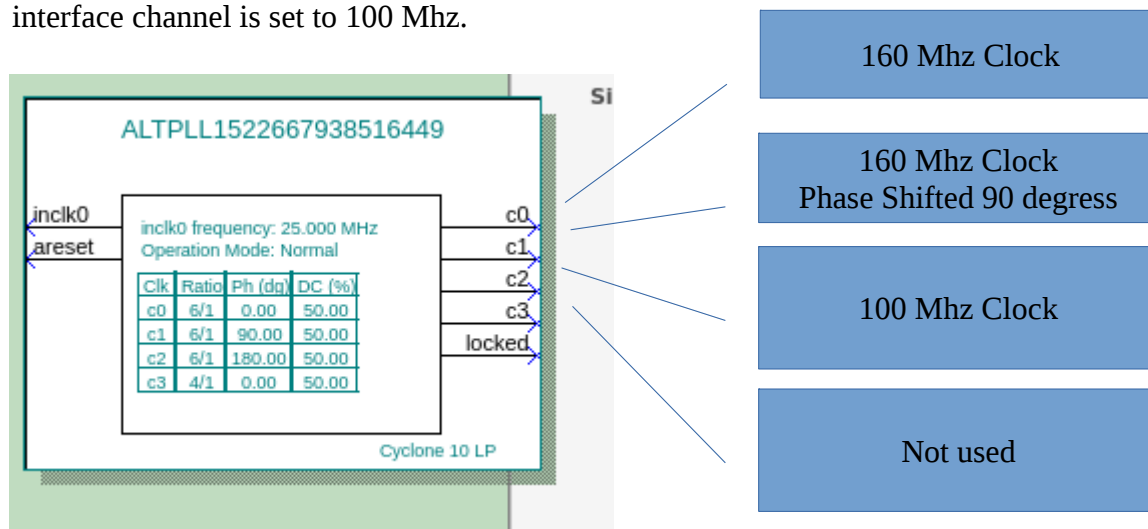 interface channel is set to 100 Mhz.
Si
ALTPLL1522667938516449
inclk0
areset
inclk0 frequency: 25.000 MHz
Operation Mode: Normal
Clk Ratio Ph (dg) DC (%)
c0 6/1 0.00 50.00
c1 6/1 90.00 50.00
c2 6/1 180.00 50.00
c3 4/1 0.00 50.00
c0
c1
c2
c3
locked
Cyclone 10 LP
160 Mhz Clock
160 Mhz Clock
Phase Shifted 90 degress
100 Mhz Clock
Not used